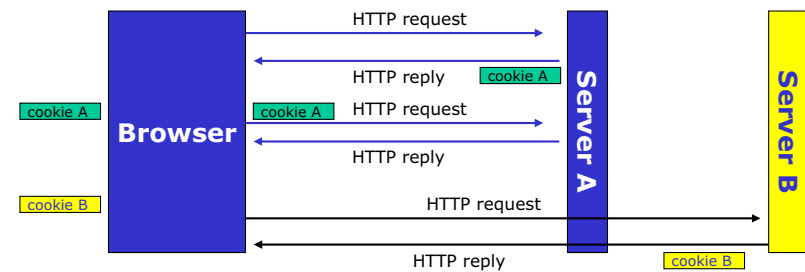 HTTP request
HTTP reply
cookie A
cookie A
cookie A
HTTP request
Browser
HTTP reply
Server A
Server B
cookie B
HTTP request
HTTP reply
cookie B